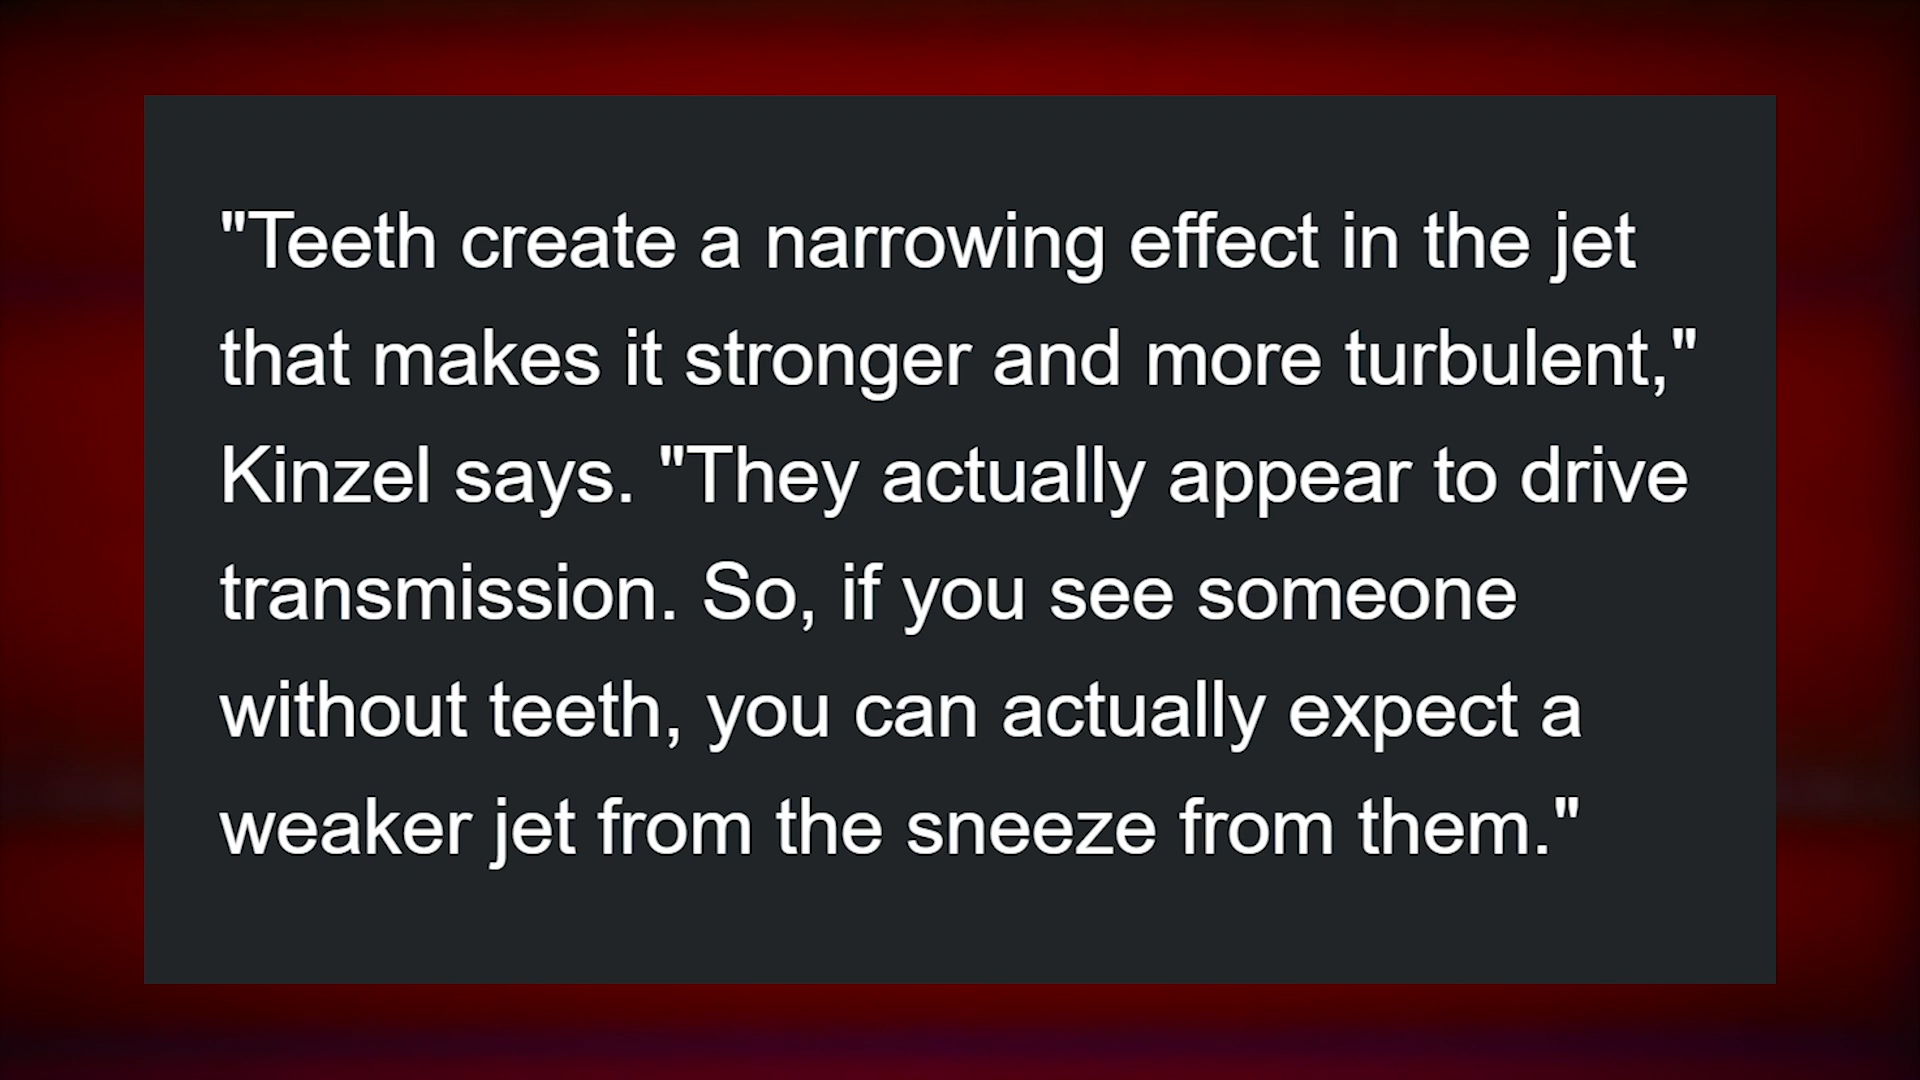 "Teeth create a narrowing effect in the jet
that makes it stronger and more turbulent,"
Kinzel says. "They actually appear to drive
transmission. So, if you see someone
without teeth, you can actually expect a
weaker jet from the sneeze from them."